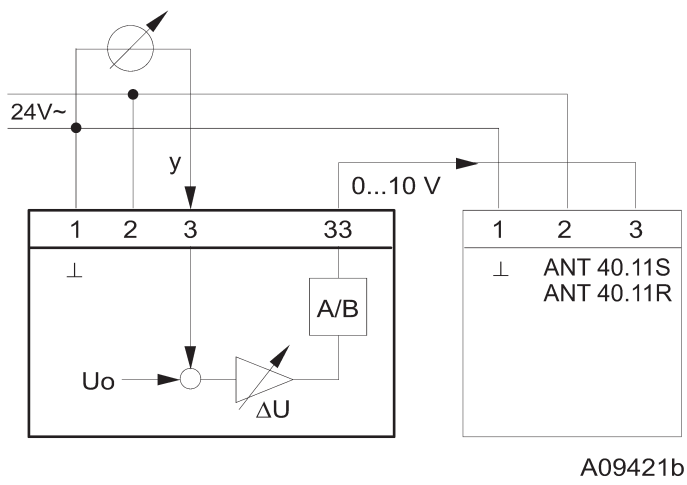 24V~
y
0...10 V
1 2 3 33
1 2 3
⊥
⊥ ANT 40.11S
ANT 40.11R
A/B
Uo
ΔU
A09421b